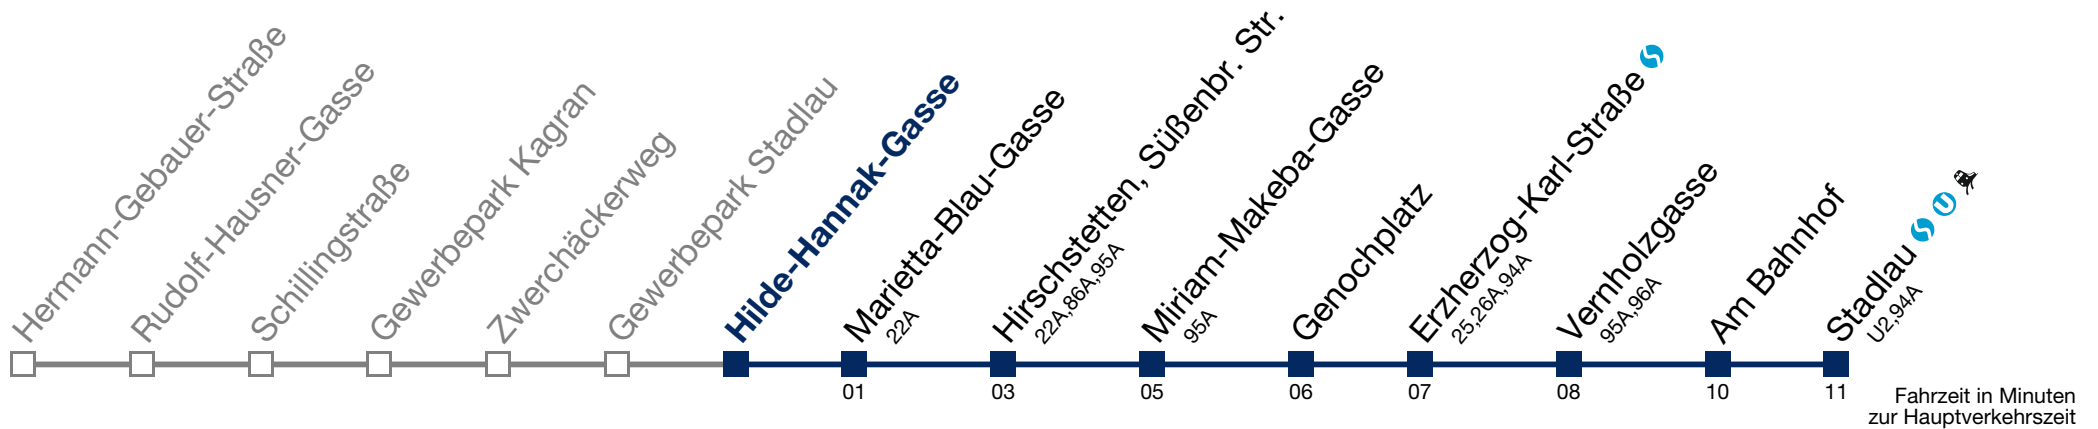 Hermann-Gebauer-Straße
Rudolf-Hausner-Gasse
Schillingstraße
Gewerbepark Kagran
Zwerchäckerweg
Gewerbepark Stadlau
Hilde-Hannak-Gasse
Marietta-Blau-Gasse
22A
Hirschstetten, Süßenbr. Str.
22A,86A,95A
Miriam-Makeba-Gasse
95A
Genochplatz
Erzherzog-Karl-Straße S
25,26A,94A
Vernholzgasse
95A,96A
Am Bahnhof
Stadlau S U
U2,94A
01 03 05 06 07 08 10 11
Fahrzeit in Minuten
zur Hauptverkehrszeit